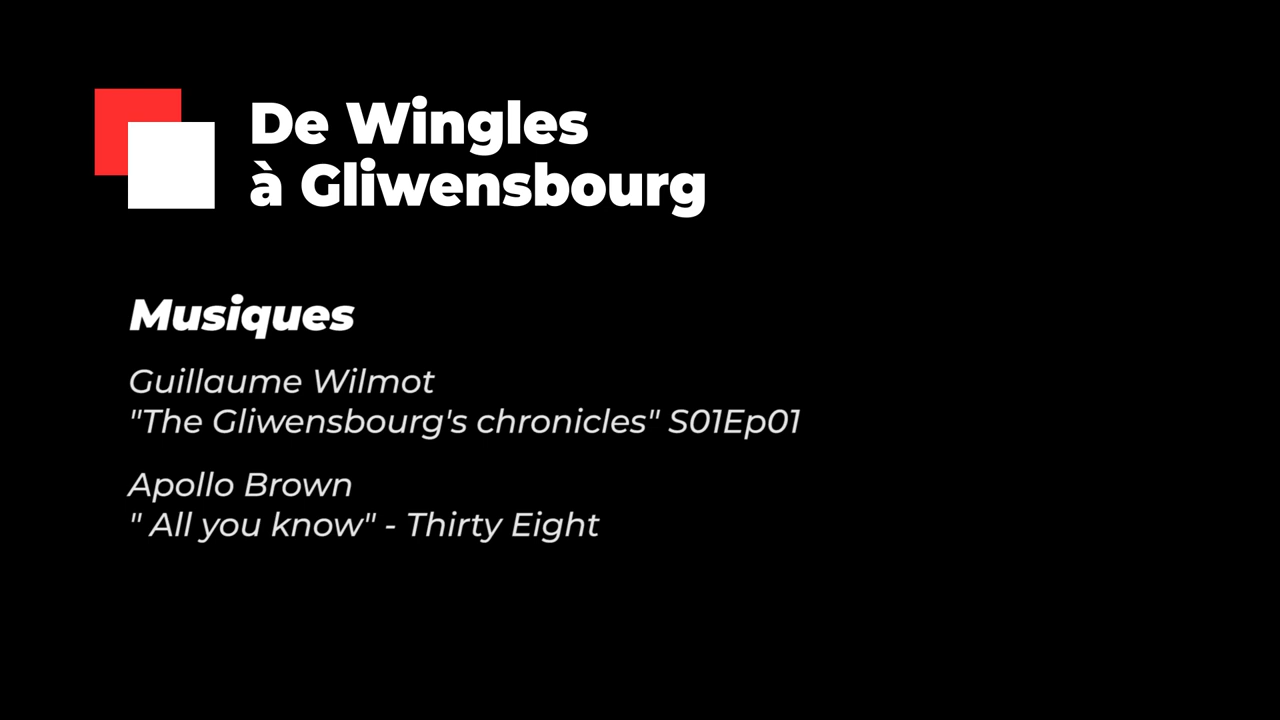 De Wingles
à Gliwensbourg
Musiques
Guillaume Wilmot
"The Gliwensbourg's chronicles" S01Ep01
Apollo Brown
" All you know" - Thirty Eight